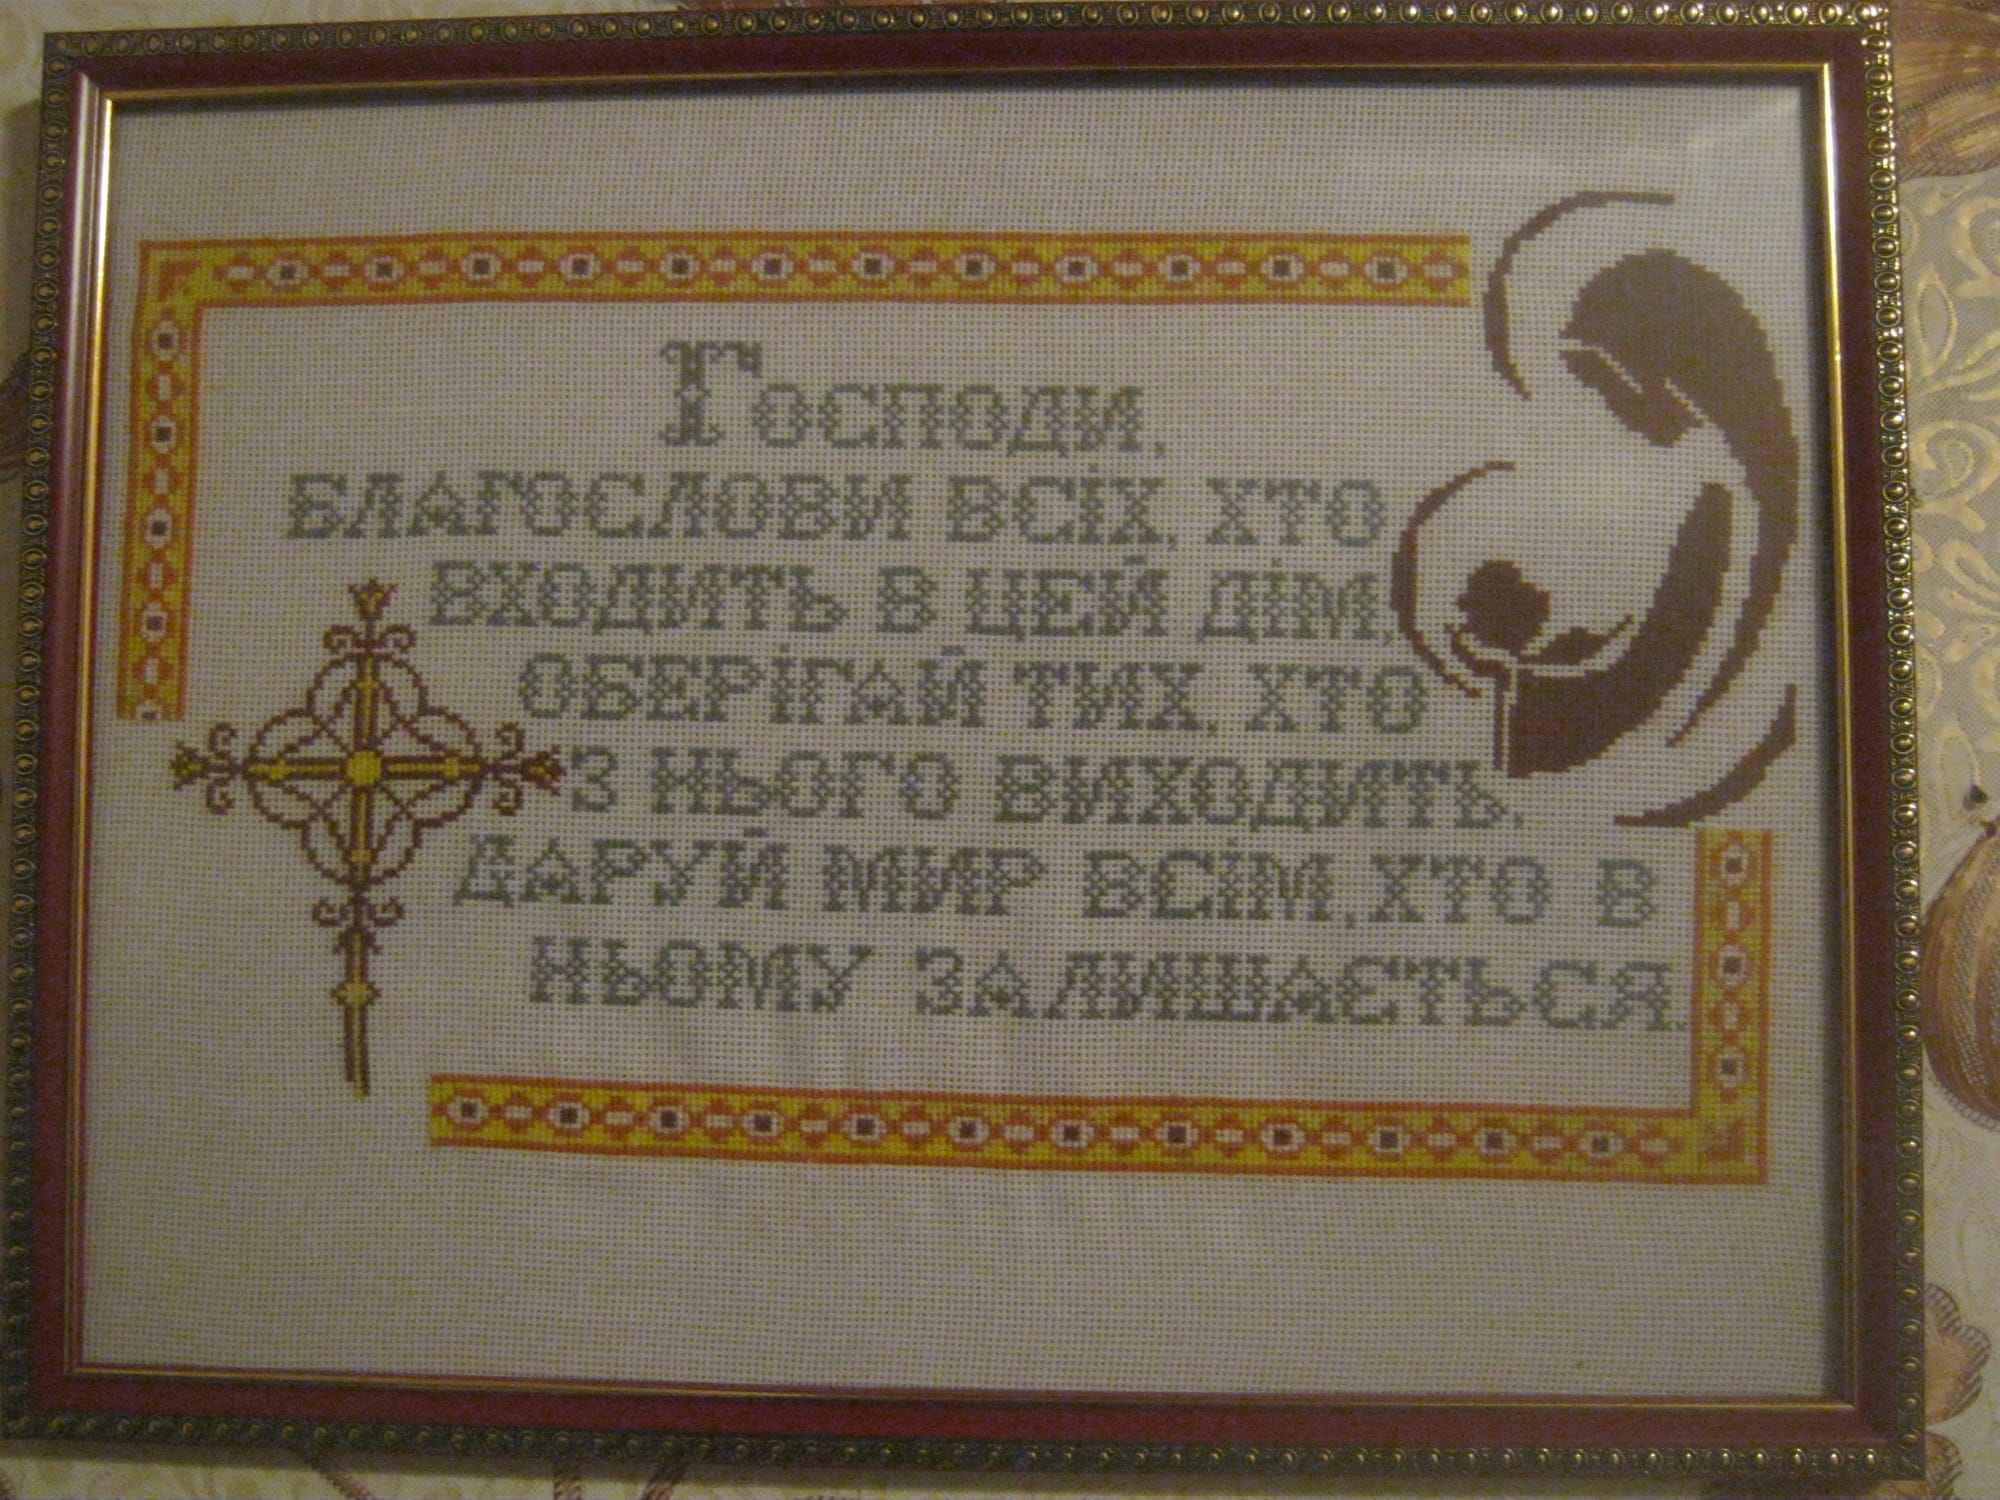 Господи,
БЛАГОСЛОВИ ВСІХ, ХТО
ВХОДИТЬ В ЦЕЙ ДІМ,
ОБЕРІГАЙ ТИХ, ХТО
З НЬОГО ВИХОДИТЬ,
ДАРУЙ МИР ВСІМ, ХТО В
НЬОМУ ЗАЛИШАЄТЬСЯ.